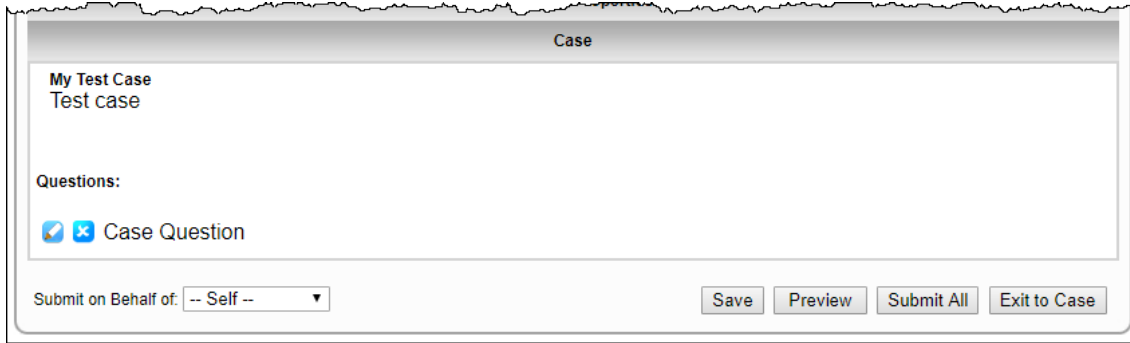 Case
My Test Case
Test case
Questions:
Case Question
Submit on Behalf of: -- Self --
Save Preview Submit All Exit to Case